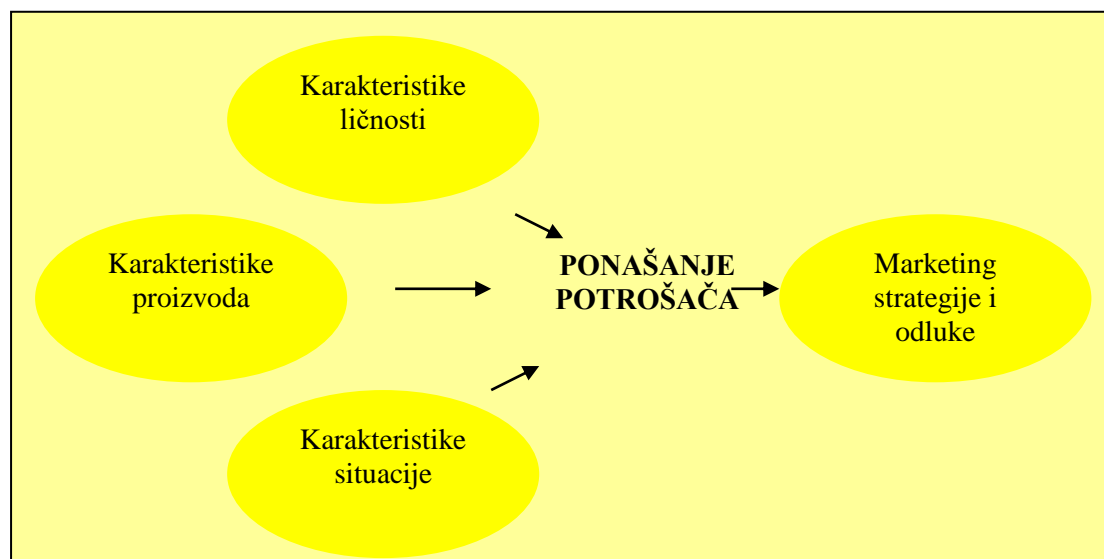 Karakteristike
ličnosti
Karakteristike
proizvoda
PONAŠANJE
POTROŠAČA
Marketing
strategije i
odluke
Karakteristike
situacije